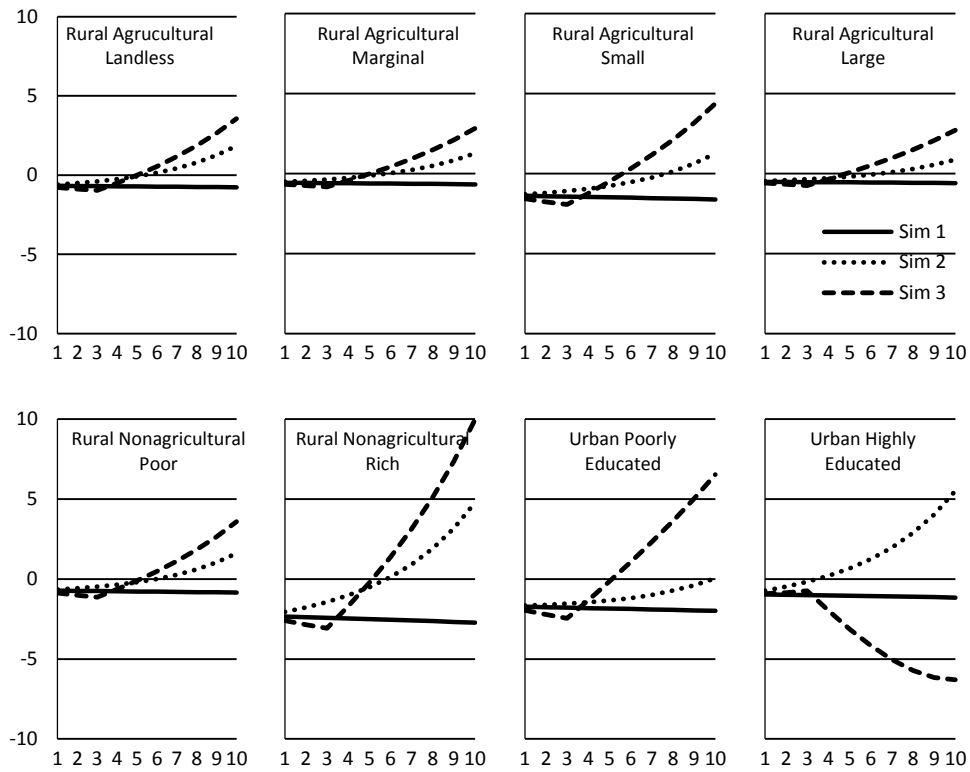 10
5
0
-5
-10
Rural Agrucultural
Landless
Rural Agricultural
Marginal
Rural Agricultural
Small
Rural Agricultural
Large
Sim 1
Sim 2
Sim 3
1 2 3 4 5 6 7 8 9 10
1 2 3 4 5 6 7 8 9 10
1 2 3 4 5 6 7 8 9 10
1 2 3 4 5 6 7 8 9 10
10
5
0
-5
-10
Rural Nonagricultural
Poor
Rural Nonagricultural
Rich
Urban Poorly
Educated
Urban Highly
Educated
1 2 3 4 5 6 7 8 9 10
1 2 3 4 5 6 7 8 9 10
1 2 3 4 5 6 7 8 9 10
1 2 3 4 5 6 7 8 9 10